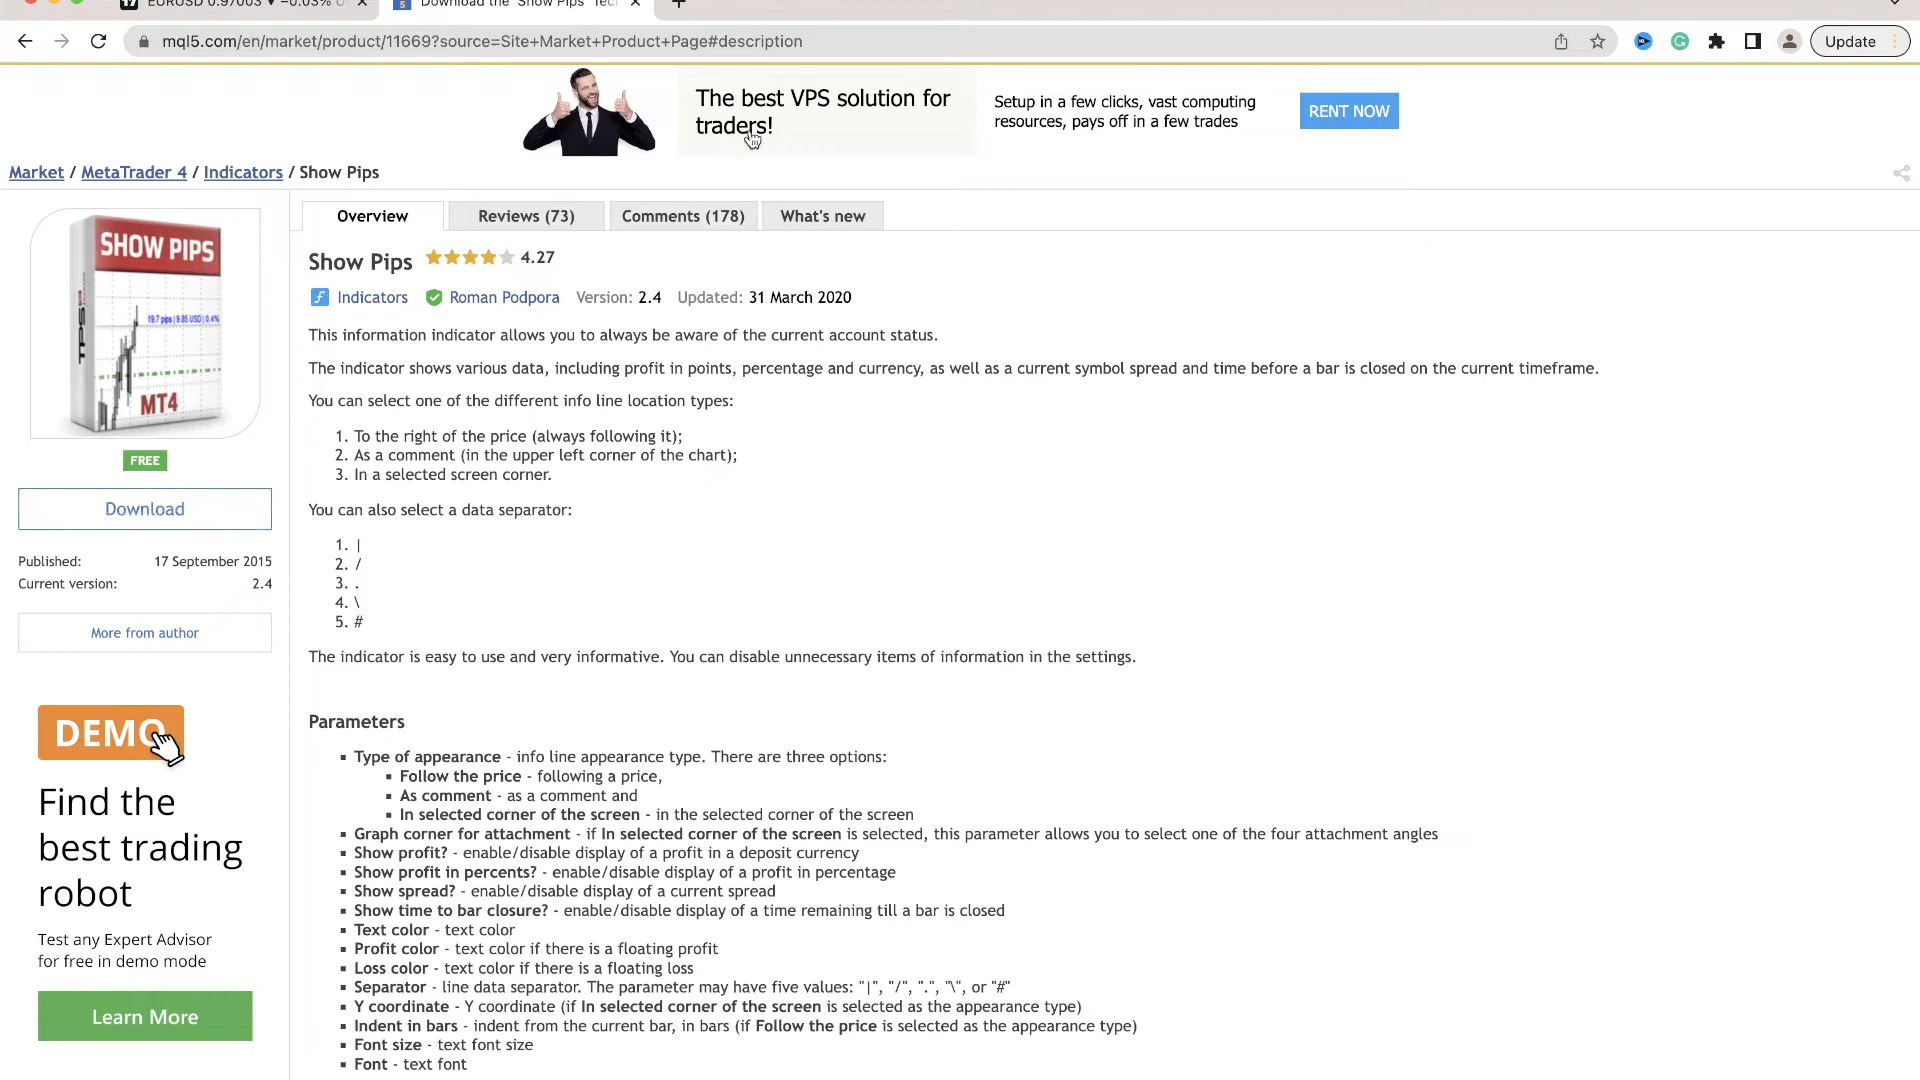 EURUSD 0.97003 ▼ −0.03% U
Download the 'Show Pips' Tech
mql5.com/en/market/product/11669?source=Site+Market+Product+Page#description
Update
The best VPS solution for
traders!
Setup in a few clicks, vast computing
resources, pays off in a few trades
RENT NOW
Market / MetaTrader 4 / Indicators / Show Pips
SHOW PIPS
19.7 pips | 9.85 USD | 0.4%
MT4
FREE
Download
Published: 17 September 2015
Current version: 2.4
More from author
DEMO
Find the
best trading
robot
Test any Expert Advisor
for free in demo mode
Learn More
Overview
Reviews (73)
Comments (178)
What's new
Show Pips 4.27
Indicators Roman Podpora Version: 2.4 Updated: 31 March 2020
This information indicator allows you to always be aware of the current account status.
The indicator shows various data, including profit in points, percentage and currency, as well as a current symbol spread and time before a bar is closed on the current timeframe.
You can select one of the different info line location types:
1. To the right of the price (always following it);
2. As a comment (in the upper left corner of the chart);
3. In a selected screen corner.
You can also select a data separator:
1. |
2. /
3. .
4. \
5. #
The indicator is easy to use and very informative. You can disable unnecessary items of information in the settings.
Parameters
▪ Type of appearance - info line appearance type. There are three options:
▪ Follow the price - following a price,
▪ As comment - as a comment and
▪ In selected corner of the screen - in the selected corner of the screen
▪ Graph corner for attachment - if In selected corner of the screen is selected, this parameter allows you to select one of the four attachment angles
▪ Show profit? - enable/disable display of a profit in a deposit currency
▪ Show profit in percents? - enable/disable display of a profit in percentage
▪ Show spread? - enable/disable display of a current spread
▪ Show time to bar closure? - enable/disable display of a time remaining till a bar is closed
▪ Text color - text color
▪ Profit color - text color if there is a floating profit
▪ Loss color - text color if there is a floating loss
▪ Separator - line data separator. The parameter may have five values: "|", "/", ".", "\", or "#"
▪ Y coordinate - Y coordinate (if In selected corner of the screen is selected as the appearance type)
▪ Indent in bars - indent from the current bar, in bars (if Follow the price is selected as the appearance type)
▪ Font size - text font size
▪ Font - text font